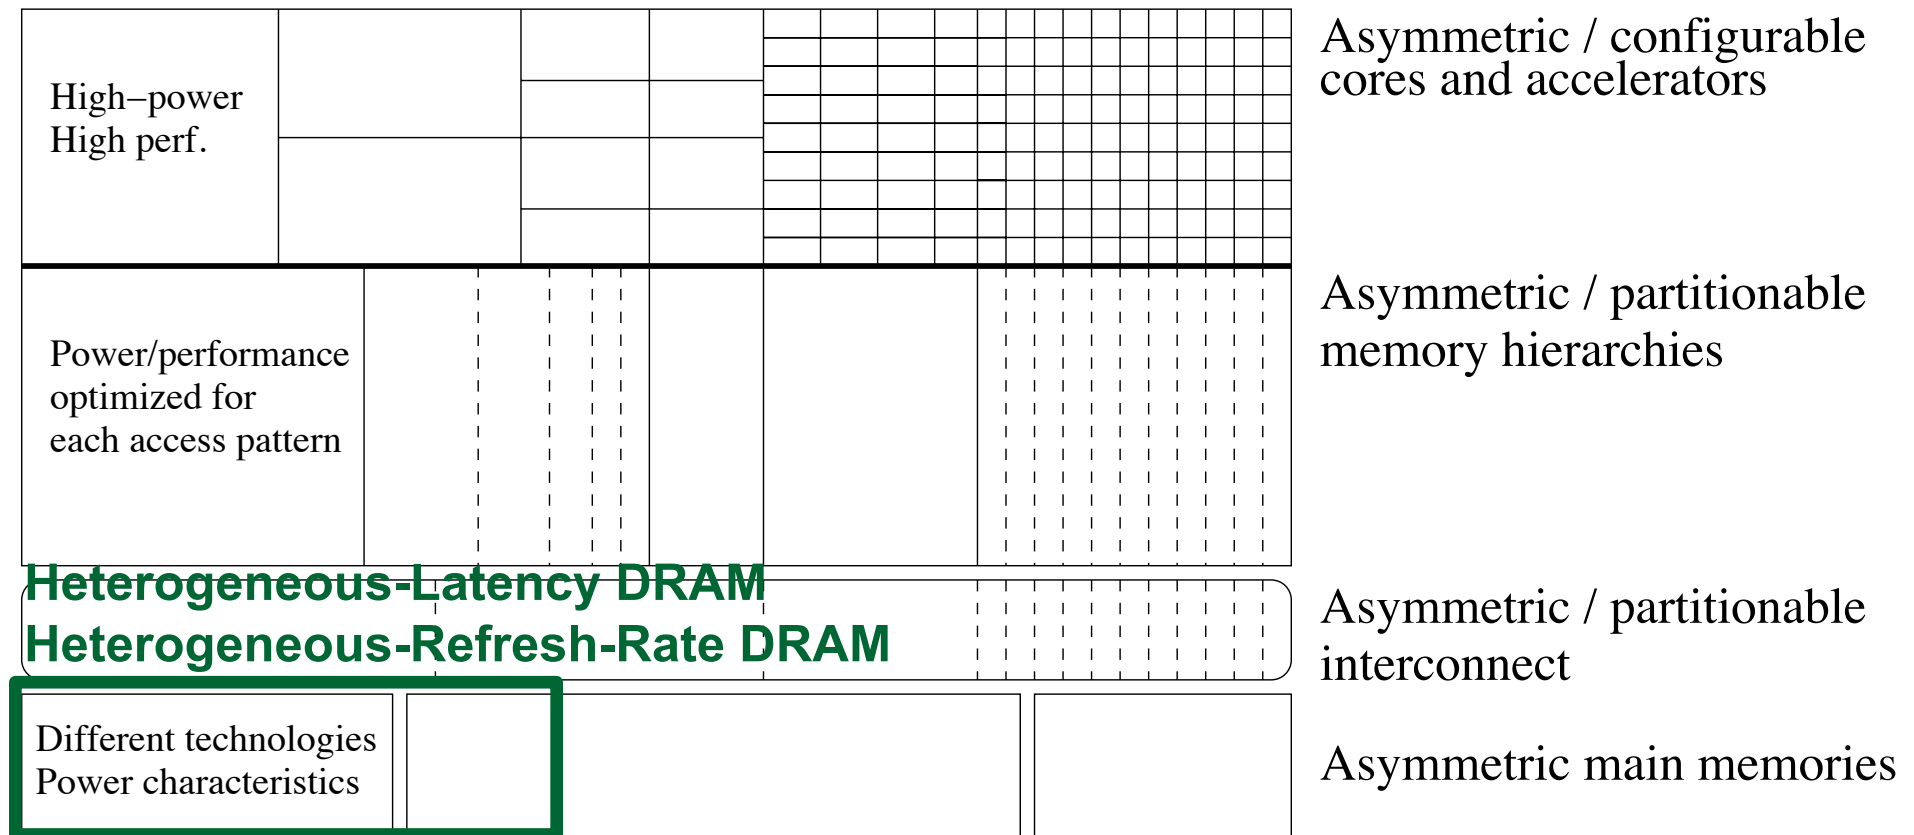 Asymmetric / configurable
cores and accelerators
High–power
High perf.
Asymmetric / partitionable
memory hierarchies
Power/performance
optimized for
each access pattern
Heterogeneous-Latency DRAM
Heterogeneous-Refresh-Rate DRAM
Asymmetric / partitionable
interconnect
Different technologies
Power characteristics
Asymmetric main memories